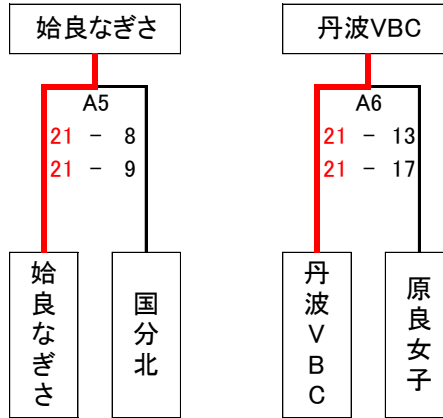 姶良なぎさ
丹波VBC
A5
21 - 8
21 - 9
A6
21 - 13
21 - 17
姶良なぎさ
国分北
丹波VBC
原良女子